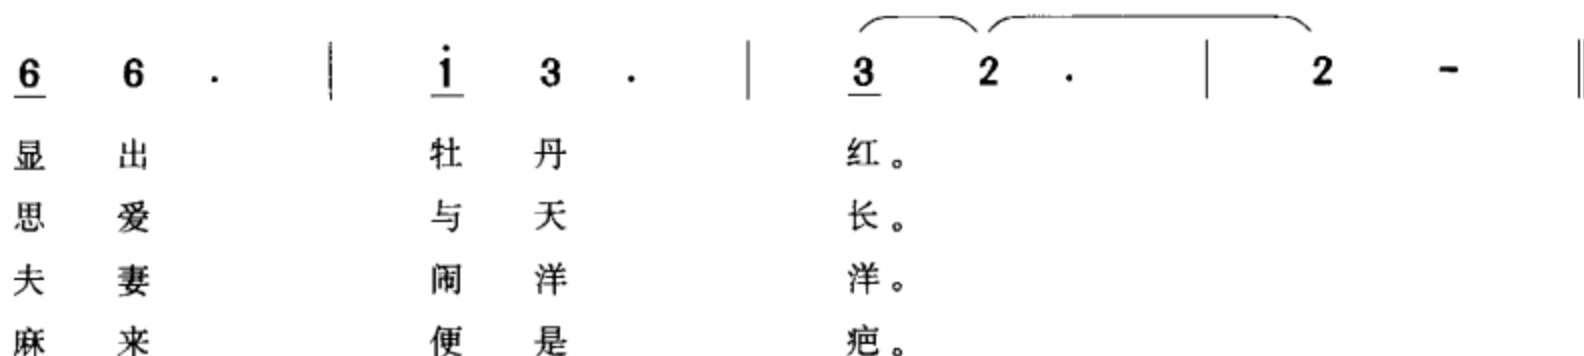 6 6 . | i 3 . | 3 2 . | 2 - ‖
显 出 牡 丹 红。
思 爱 与 天 长。
夫 妻 闹 洋 洋。
麻 来 便 是 疤。